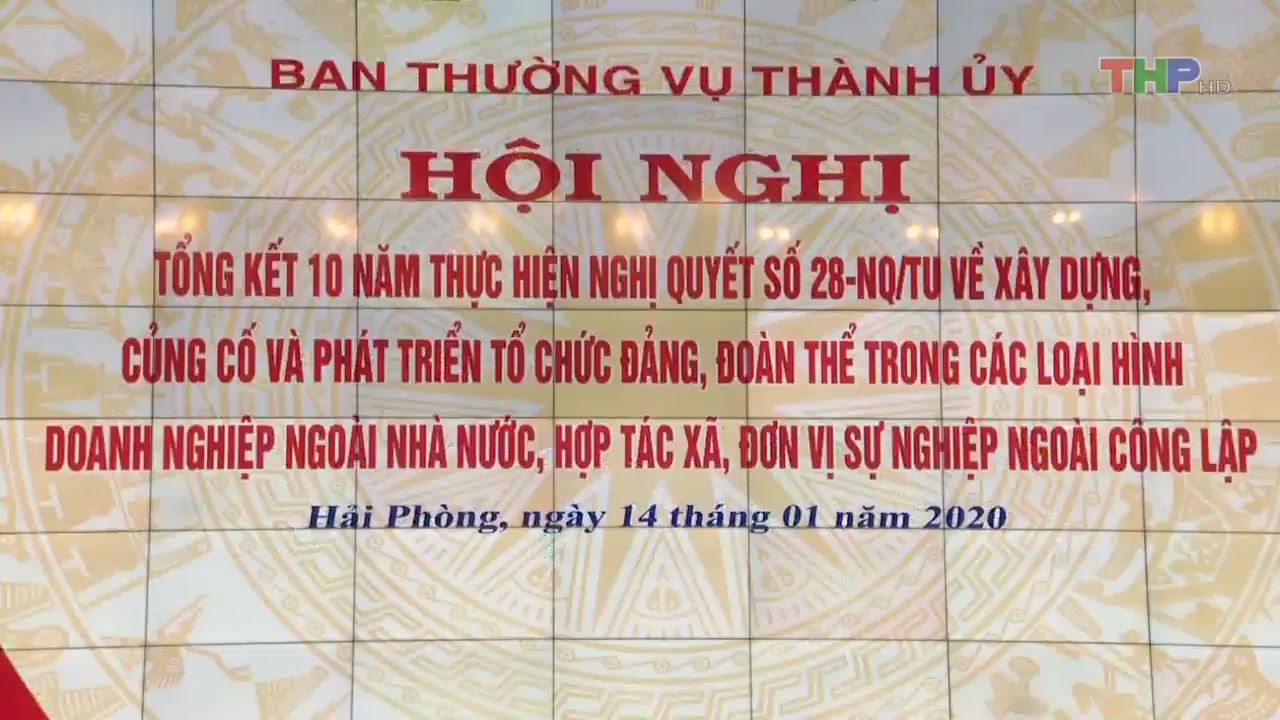 BAN THƯỜNG VỤ THÀNH ỦY
THPHD
HỘI NGHỊ
TỔNG KẾT 10 NĂM THỰC HIỆN NGHỊ QUYẾT SỐ 28-NQ/TU VỀ XÂY DỰNG,
CỦNG CỐ VÀ PHÁT TRIỂN TỔ CHỨC ĐẢNG, ĐOÀN THỂ TRONG CÁC LOẠI HÌNH
DOANH NGHIỆP NGOÀI NHÀ NƯỚC, HỢP TÁC XÃ, ĐƠN VỊ SỰ NGHIỆP NGOÀI CÔNG LẬP
Hải Phòng, ngày 14 tháng 01 năm 2020